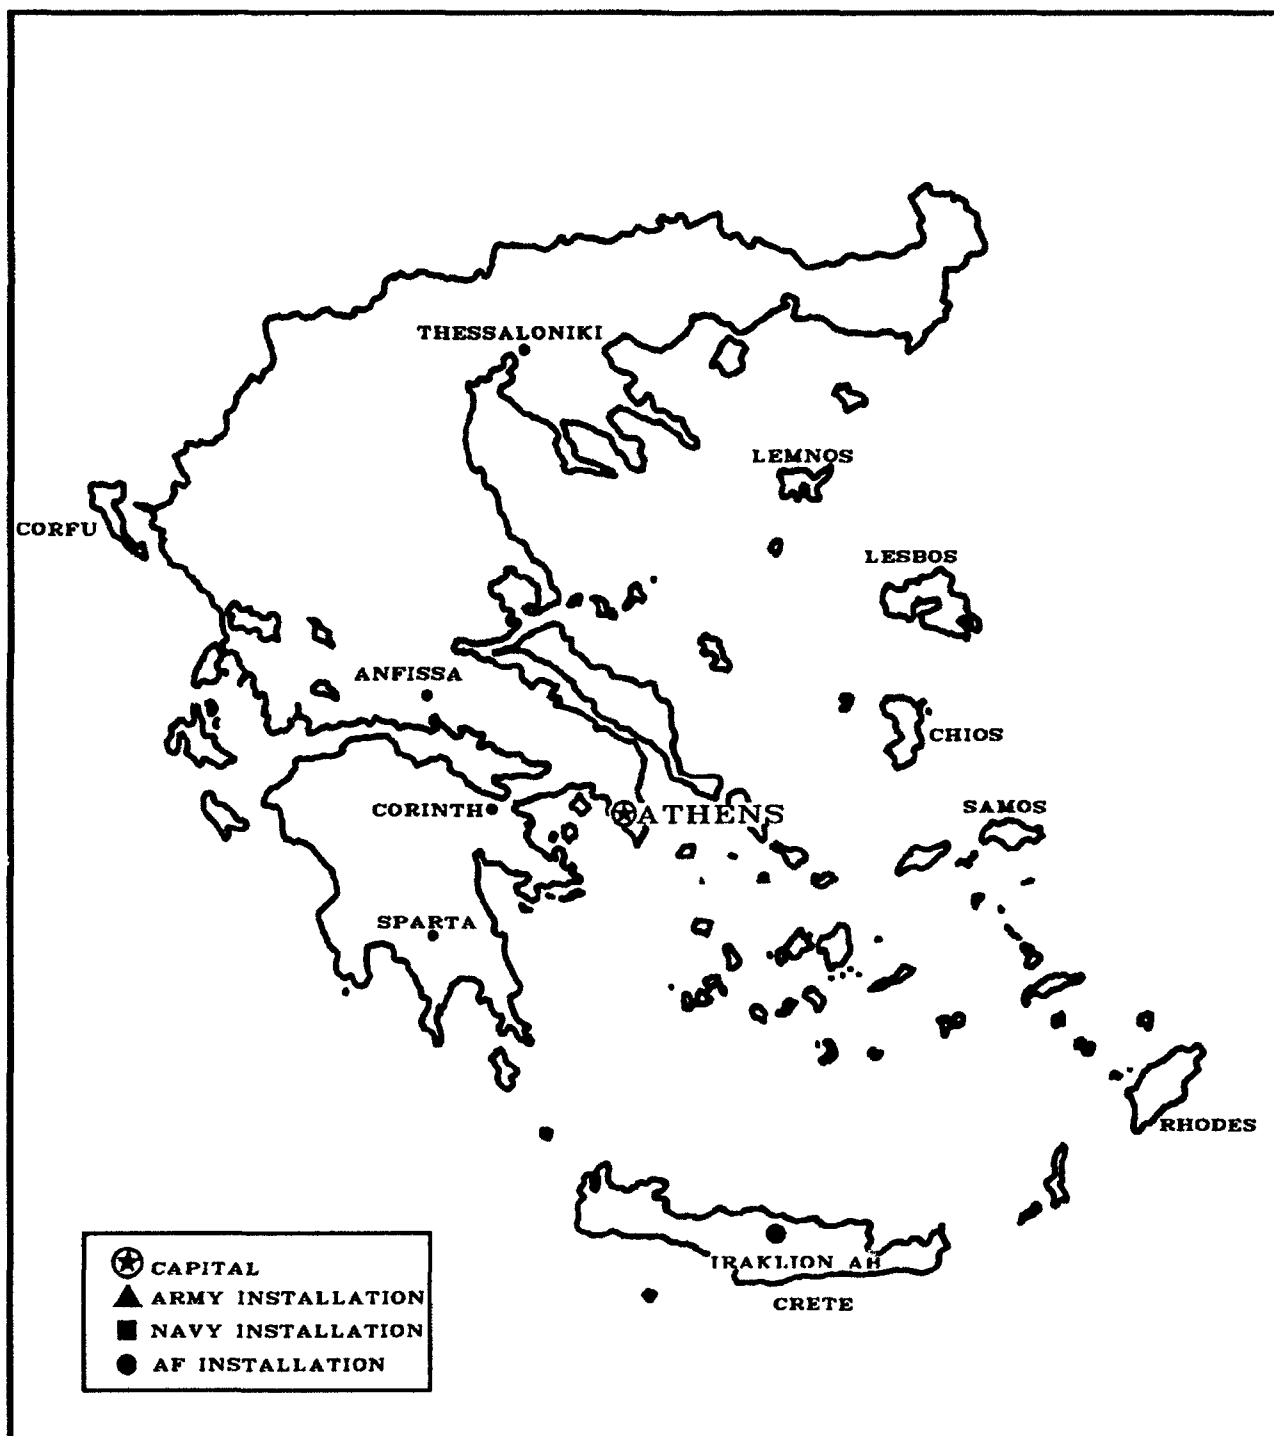 THESSALONIKI
LEMNOS
CORFU
LESBOS
ANFISSA
CHIOS
CORINTH
ATHENS
SAMOS
SPARTA
RHODES
IRAKLION AH
CRETE
CAPITAL
ARMY INSTALLATION
NAVY INSTALLATION
AF INSTALLATION